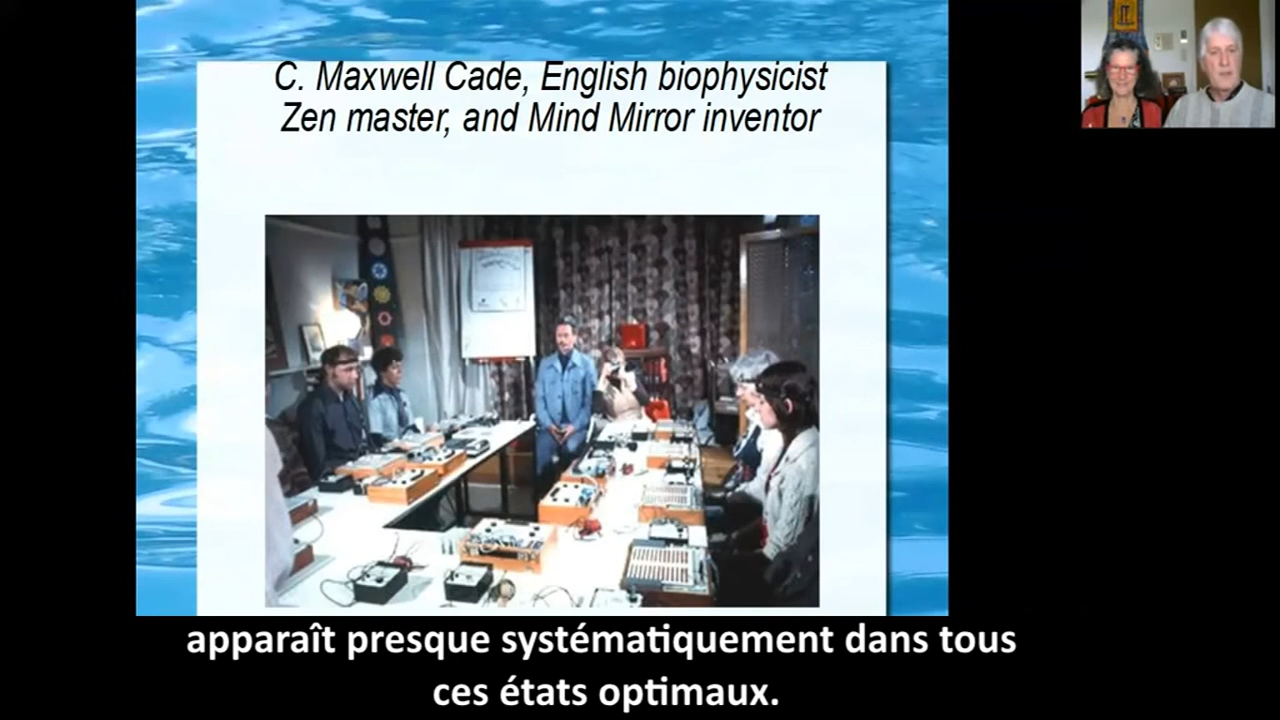 C. Maxwell Cade, English biophysicist
Zen master, and Mind Mirror inventor
apparaît presque systématiquement dans tous
ces états optimaux.